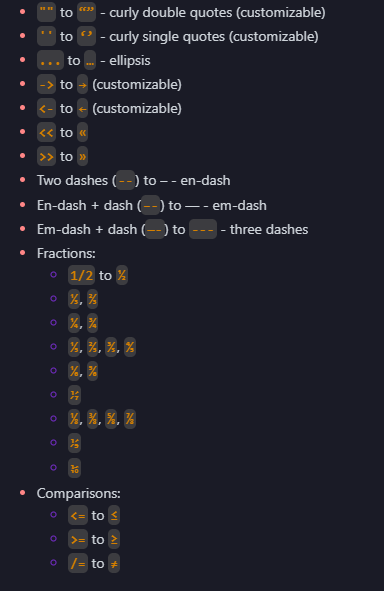 • "" to “” - curly double quotes (customizable)
• '' to ‘’ - curly single quotes (customizable)
• ... to … - ellipsis
• -> to → (customizable)
• <- to ← (customizable)
• << to «
• >> to »
• Two dashes (--) to – - en-dash
• En-dash + dash (–-) to — - em-dash
• Em-dash + dash (—-) to --- - three dashes
• Fractions:
○ 1/2 to ½
○ ⅓, ⅔
○ ¼, ¾
○ ⅕, ⅖, ⅗, ⅘
○ ⅙, ⅚
○ ⅐
○ ⅛, ⅜, ⅝, ⅞
○ ⅑
○ ⅒
• Comparisons:
○ <= to ≤
○ >= to ≥
○ /= to ≠